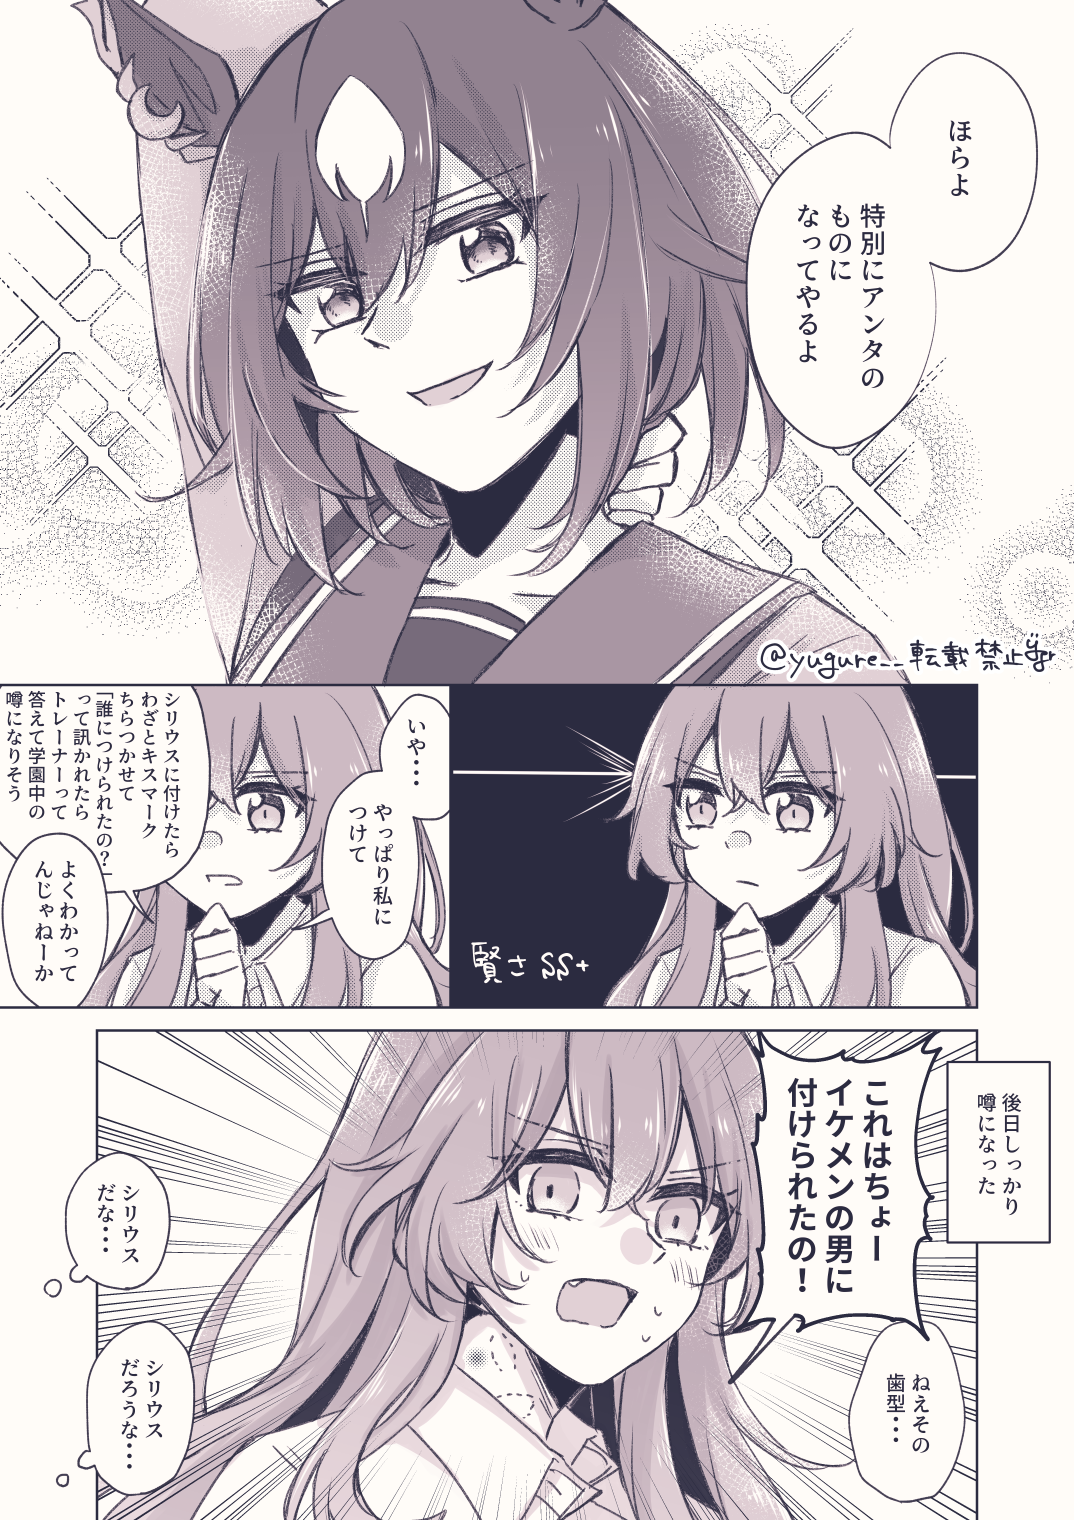 ほらよ
特別にアンタの
ものに
なってやるよ
@yugure__転載禁止
いや・・・
やっぱり私に
つけて
シリウスに付けたら
わざとキスマーク
ちらつかせて
「誰につけられたの?」
って訊かれたら
トレーナーって
答えて学園中の
噂になりそう
よくわかって
んじゃねーか
賢さSS+
後日しっかり
噂になった
これはちょー
イケメンの男に
付けられたの!
ねえその
歯型・・・
シリウス
だな・・・
シリウス
だろうな・・・